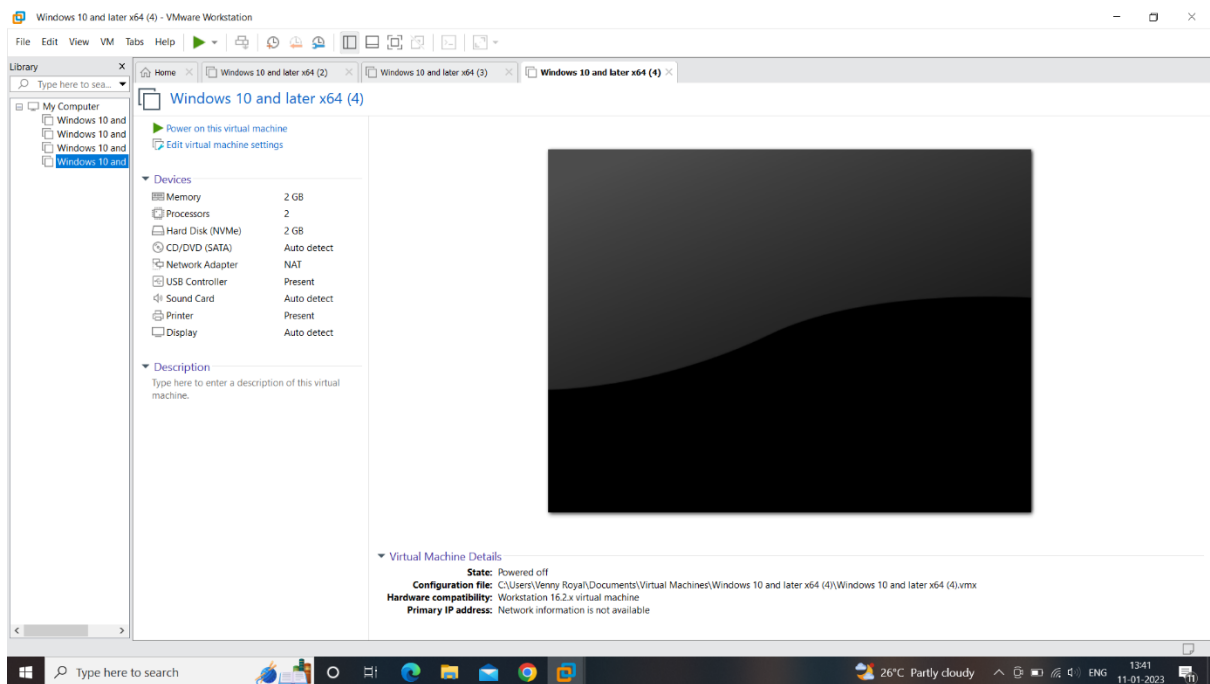 Windows 10 and later x64 (4) - VMware Workstation
File Edit View VM Tabs Help
Library X
Type here to sea...
My Computer
Windows 10 and
Windows 10 and
Windows 10 and
Windows 10 and
Home
Windows 10 and later x64 (2)
Windows 10 and later x64 (3)
Windows 10 and later x64 (4)
Windows 10 and later x64 (4)
Power on this virtual machine
Edit virtual machine settings
Devices
Memory 2 GB
Processors 2
Hard Disk (NVMe) 2 GB
CD/DVD (SATA) Auto detect
Network Adapter NAT
USB Controller Present
Sound Card Auto detect
Printer Present
Display Auto detect
Description
Type here to enter a description of this virtual
machine.
Virtual Machine Details
State: Powered off
Configuration file: C:\Users\Venny Royal\Documents\Virtual Machines\Windows 10 and later x64 (4)\Windows 10 and later x64 (4).vmx
Hardware compatibility: Workstation 16.2.x virtual machine
Primary IP address: Network information is not available
Type here to search
26°C Partly cloudy
ENG
13:41
11-01-2023